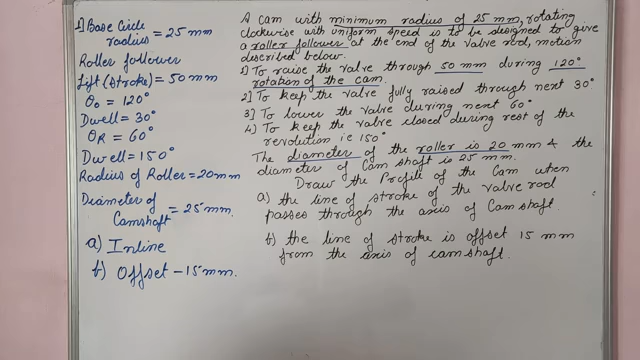 1) Base Circle radius = 25 mm
Roller follower
Lift (stroke) = 50 mm
θo = 120°
Dwell = 30°
θR = 60°
Dwell = 150°
Radius of Roller = 20mm
Diameter of Camshaft = 25 mm.
a) Inline
b) Offset - 15 mm.
A cam with minimum radius of 25 mm, rotating
clockwise with uniform speed is to be designed to give
a roller follower at the end of the valve rod, motion
described below.
1) To raise the valve through 50 mm during 120°
rotation of the cam.
2] To keep the valve fully raised through next 30°
3] To lower the valve during next 60°
4) To keep the valve closed during rest of the
revolution ie 150°
The diameter of the roller is 20 mm & the
diameter of Cam shaft is 25 mm.
Draw the Profile of the Cam when
a) the line of stroke of the valve rod
passes through the axis of Cam shaft
b) the line of stroke is offset 15 mm
from the axis of camshaft.